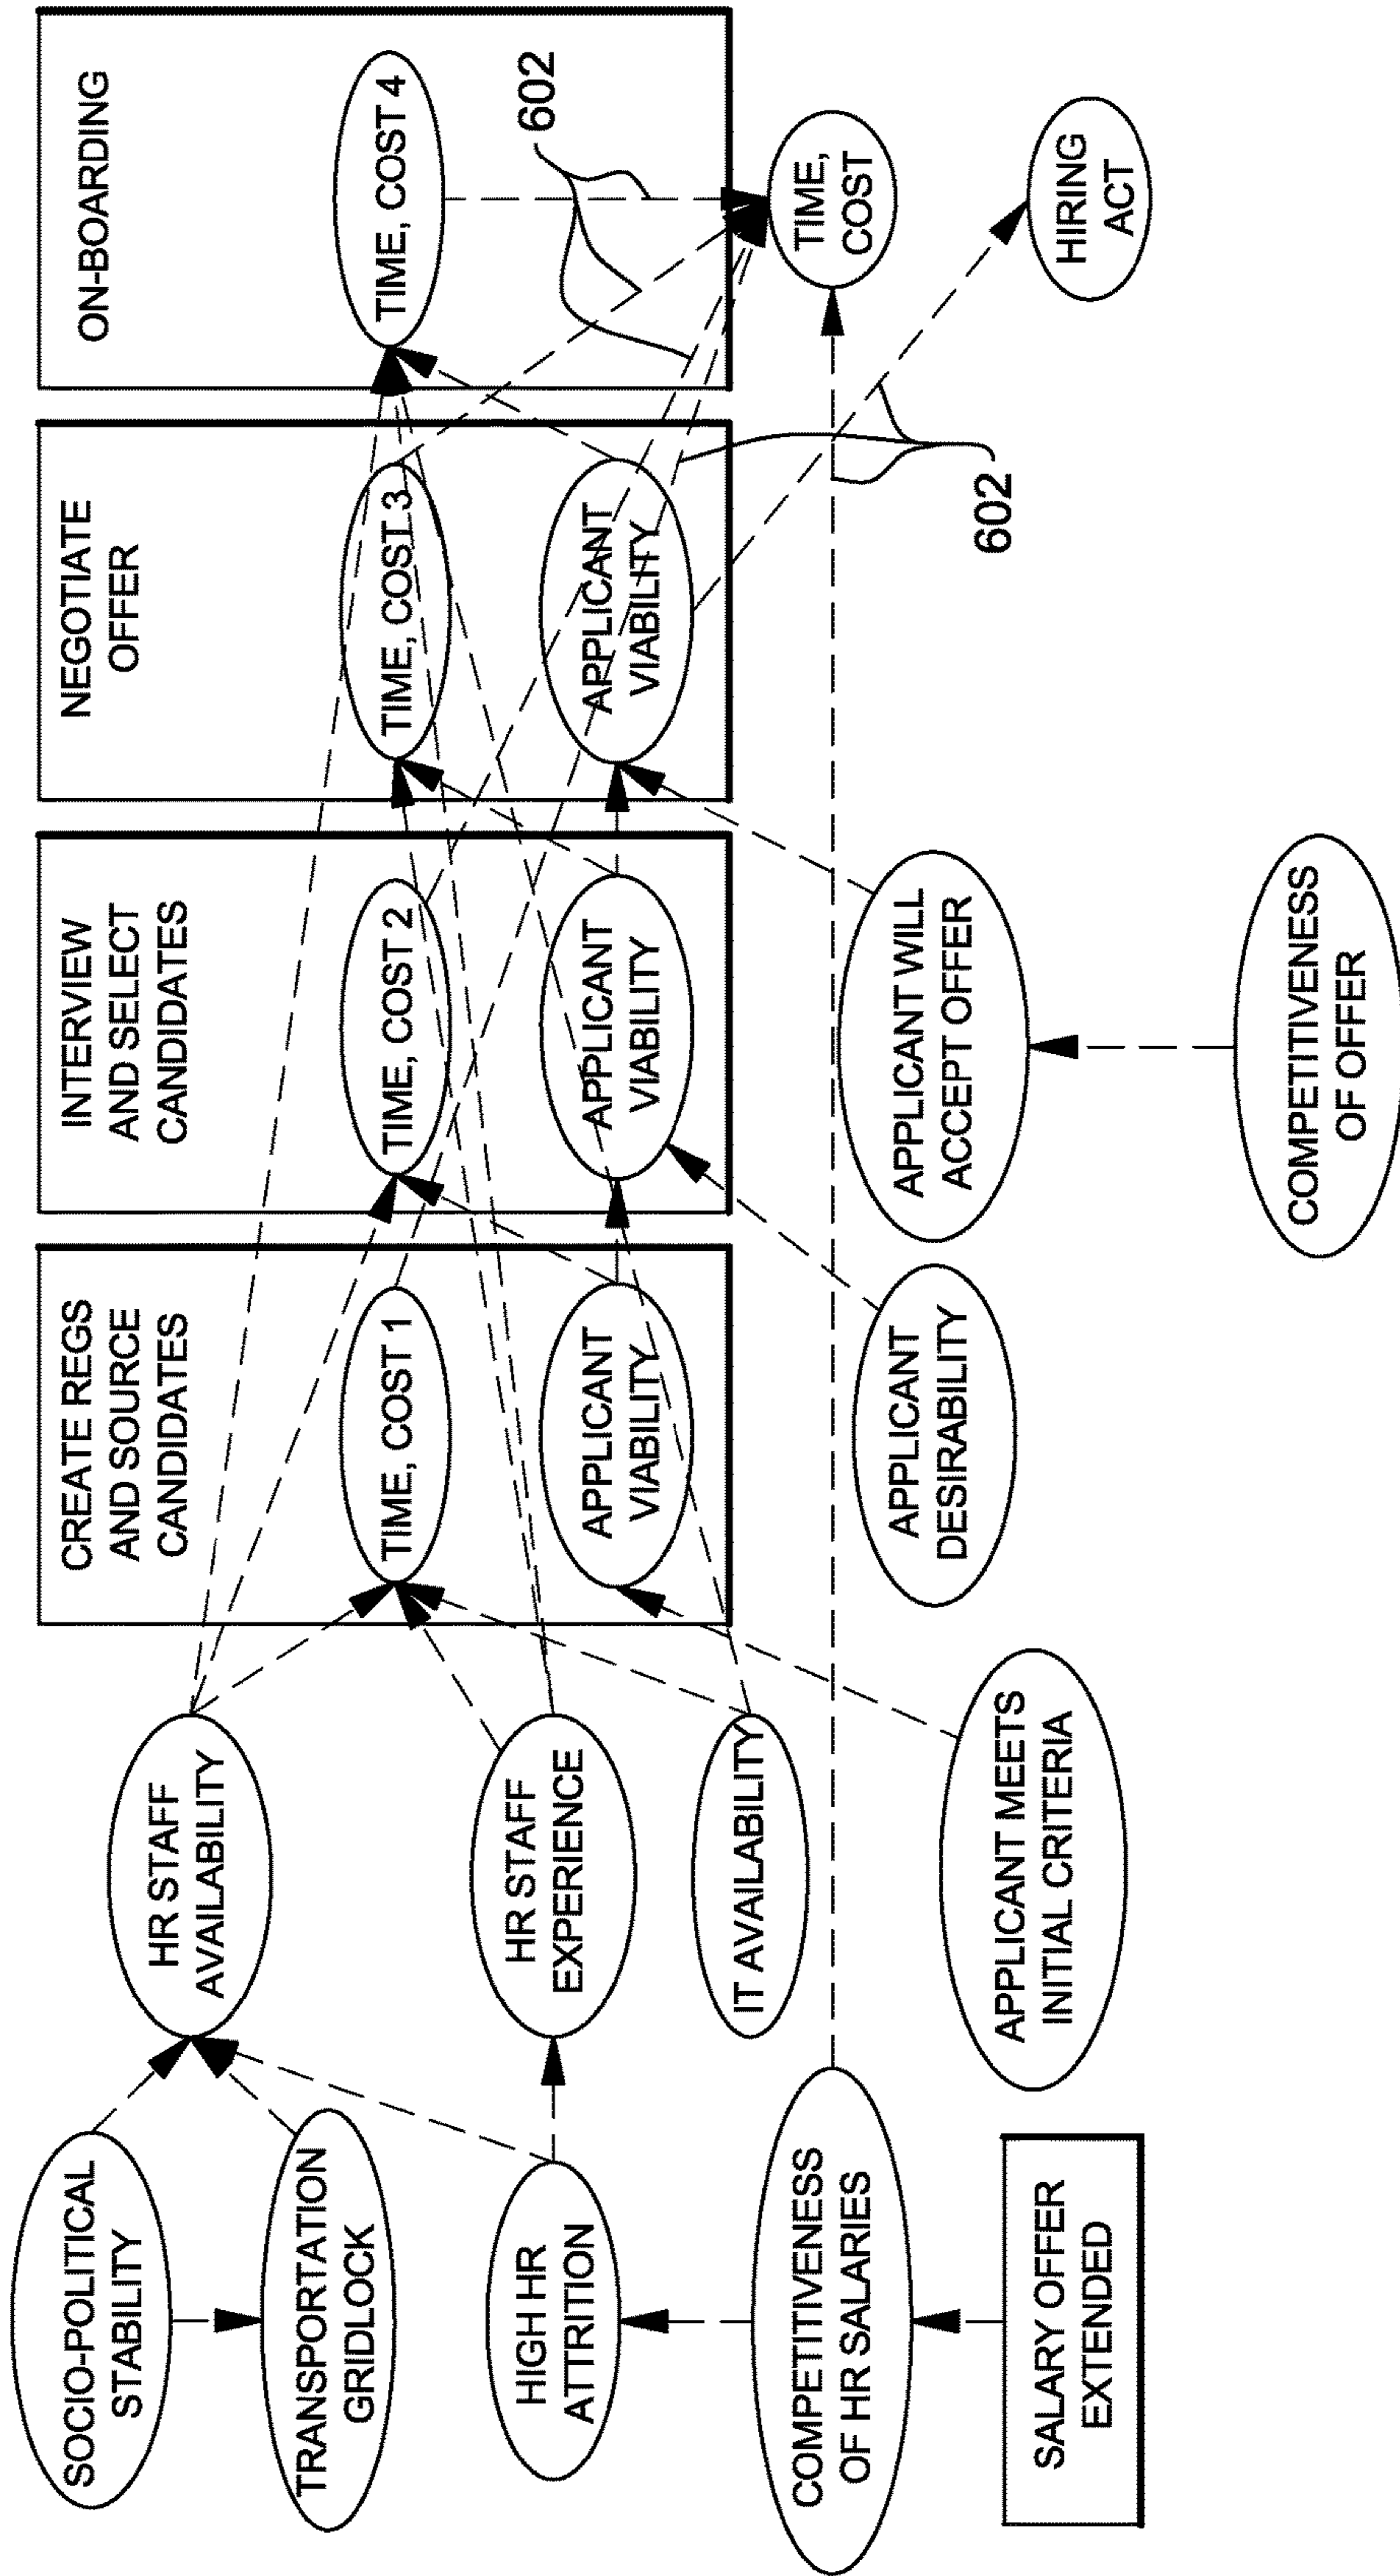 CREATE REGS
AND SOURCE
CANDIDATES
INTERVIEW
AND SELECT
CANDIDATES
NEGOTIATE
OFFER
ON-BOARDING
SOCIO-POLITICAL
STABILITY
TRANSPORTATION
GRIDLOCK
HIGH HR
ATTRITION
COMPETITIVENESS
OF HR SALARIES
SALARY OFFER
EXTENDED
HR STAFF
AVAILABILITY
HR STAFF
EXPERIENCE
IT AVAILABILITY
APPLICANT MEETS
INITIAL CRITERIA
TIME, COST 1
APPLICANT
VIABILITY
APPLICANT
DESIRABILITY
TIME, COST 2
APPLICANT
VIABILITY
APPLICANT WILL
ACCEPT OFFER
COMPETITIVENESS
OF OFFER
TIME, COST 3
APPLICANT
VIABILITY
602
TIME, COST 4
602
TIME,
COST
HIRING
ACT